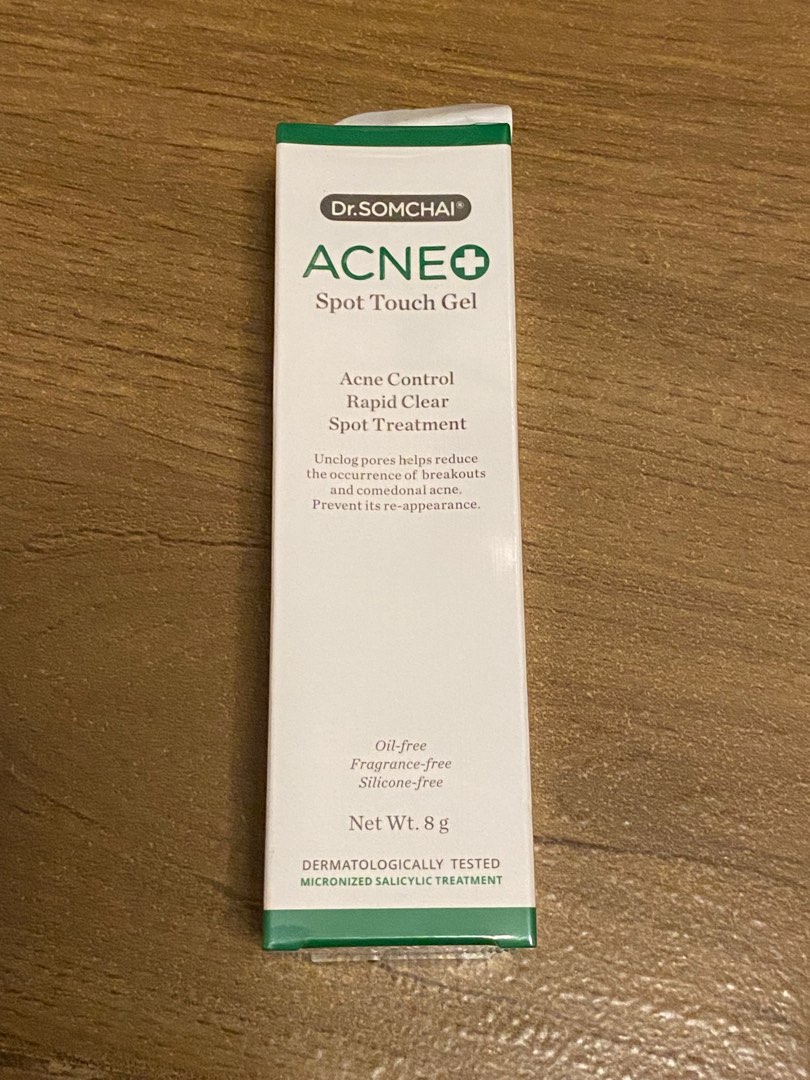 Dr.SOMCHAI®
ACNE+
Spot Touch Gel
Acne Control
Rapid Clear
Spot Treatment
Unclog pores helps reduce
the occurrence of breakouts
and comedonal acne.
Prevent its re-appearance.
Oil-free
Fragrance-free
Silicone-free
Net Wt. 8 g
DERMATOLOGICALLY TESTED
MICRONIZED SALICYLIC TREATMENT